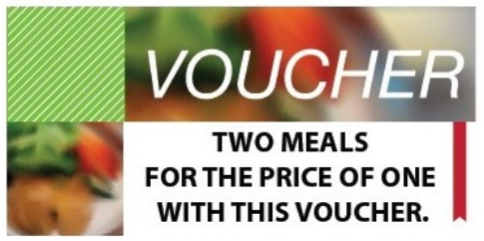 VOUCHER
TWO MEALS
FOR THE PRICE OF ONE
WITH THIS VOUCHER.